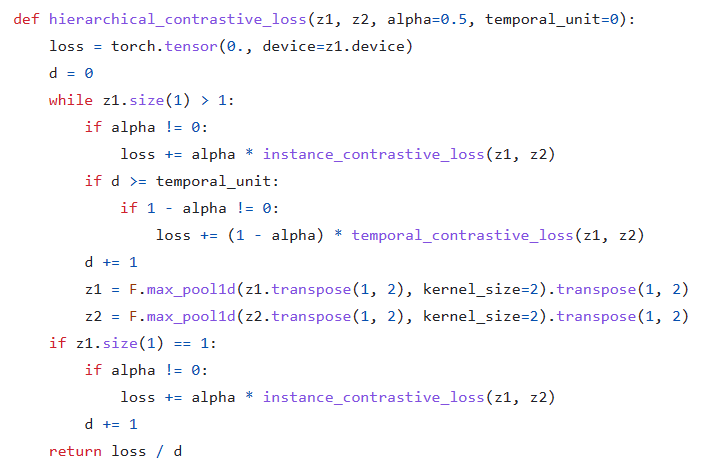 def hierarchical_contrastive_loss(z1, z2, alpha=0.5, temporal_unit=0):
    loss = torch.tensor(0., device=z1.device)
    d = 0
    while z1.size(1) > 1:
        if alpha != 0:
            loss += alpha * instance_contrastive_loss(z1, z2)
        if d >= temporal_unit:
            if 1 - alpha != 0:
                loss += (1 - alpha) * temporal_contrastive_loss(z1, z2)
        d += 1
        z1 = F.max_pool1d(z1.transpose(1, 2), kernel_size=2).transpose(1, 2)
        z2 = F.max_pool1d(z2.transpose(1, 2), kernel_size=2).transpose(1, 2)
    if z1.size(1) == 1:
        if alpha != 0:
            loss += alpha * instance_contrastive_loss(z1, z2)
        d += 1
    return loss / d